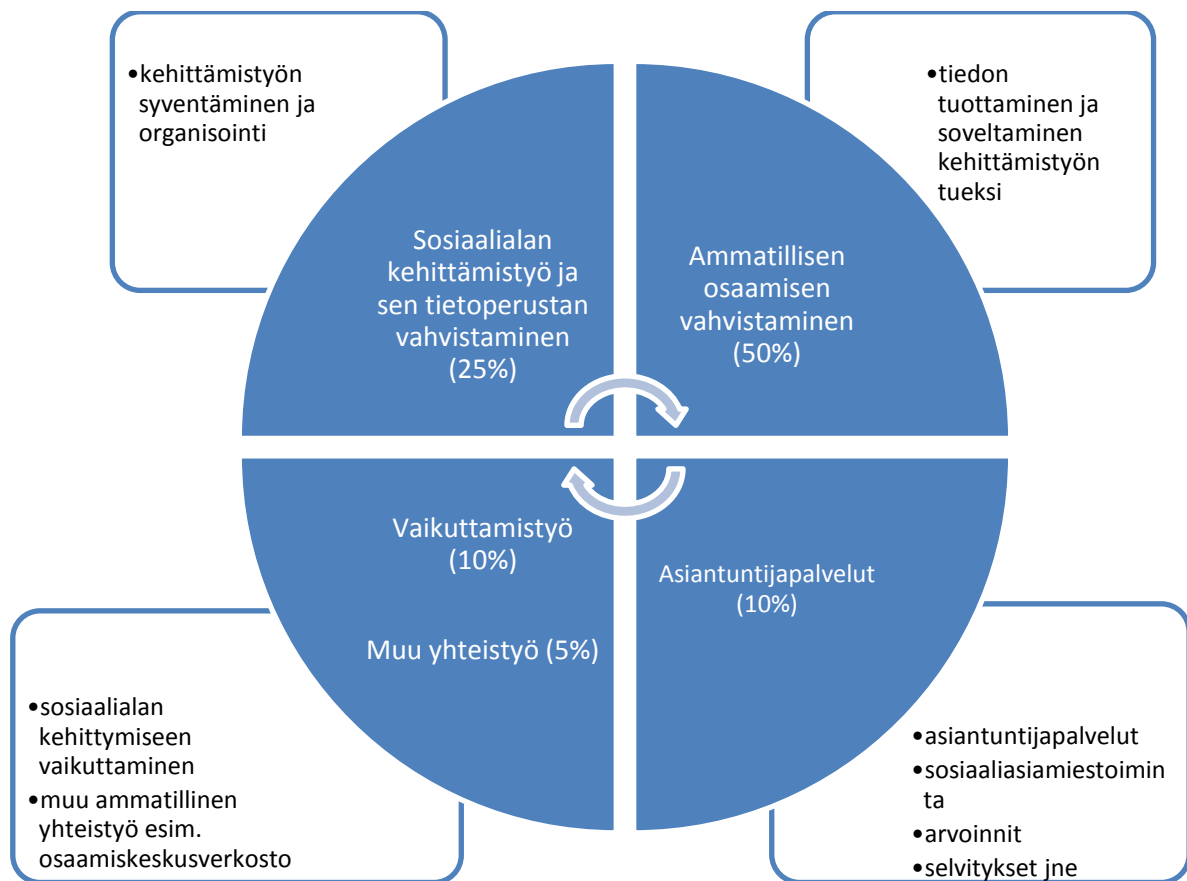 •kehittämistyön
syventäminen ja
organisointi
•tiedon
tuottaminen ja
soveltaminen
kehittämistyön
tueksi
Sosiaalialan
kehittämistyö ja
sen tietoperustan
vahvistaminen
(25%)
Ammatillisen
osaamisen
vahvistaminen
(50%)
Vaikuttamistyö
(10%)
Muu yhteistyö (5%)
Asiantuntijapalvelut
(10%)
•sosiaalialan
kehittymiseen
vaikuttaminen
•muu ammatillinen
yhteistyö esim.
osaamiskeskusverkosto
•asiantuntijapalvelut
•sosiaaliasiamiestoimin
ta
•arvoinnit
•selvitykset jne